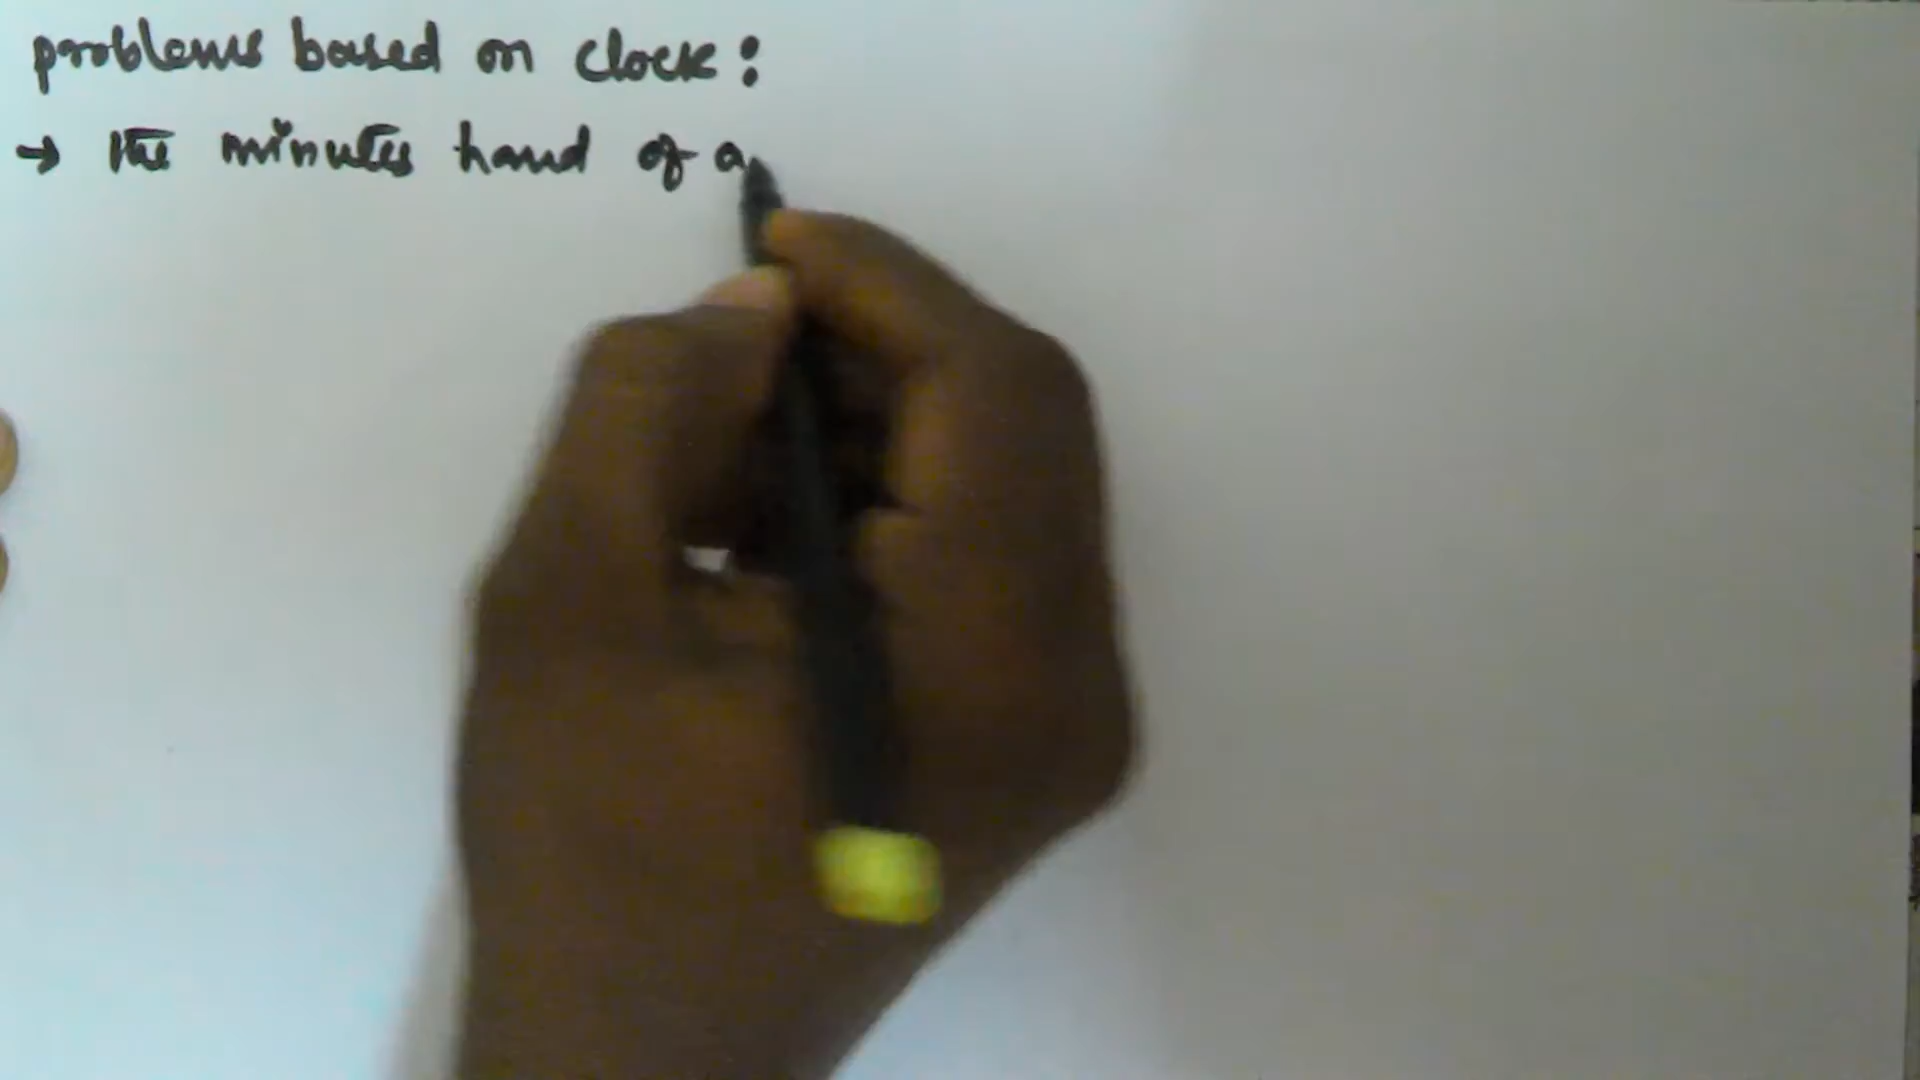 problems based on clock :
→ The minutes hand of a